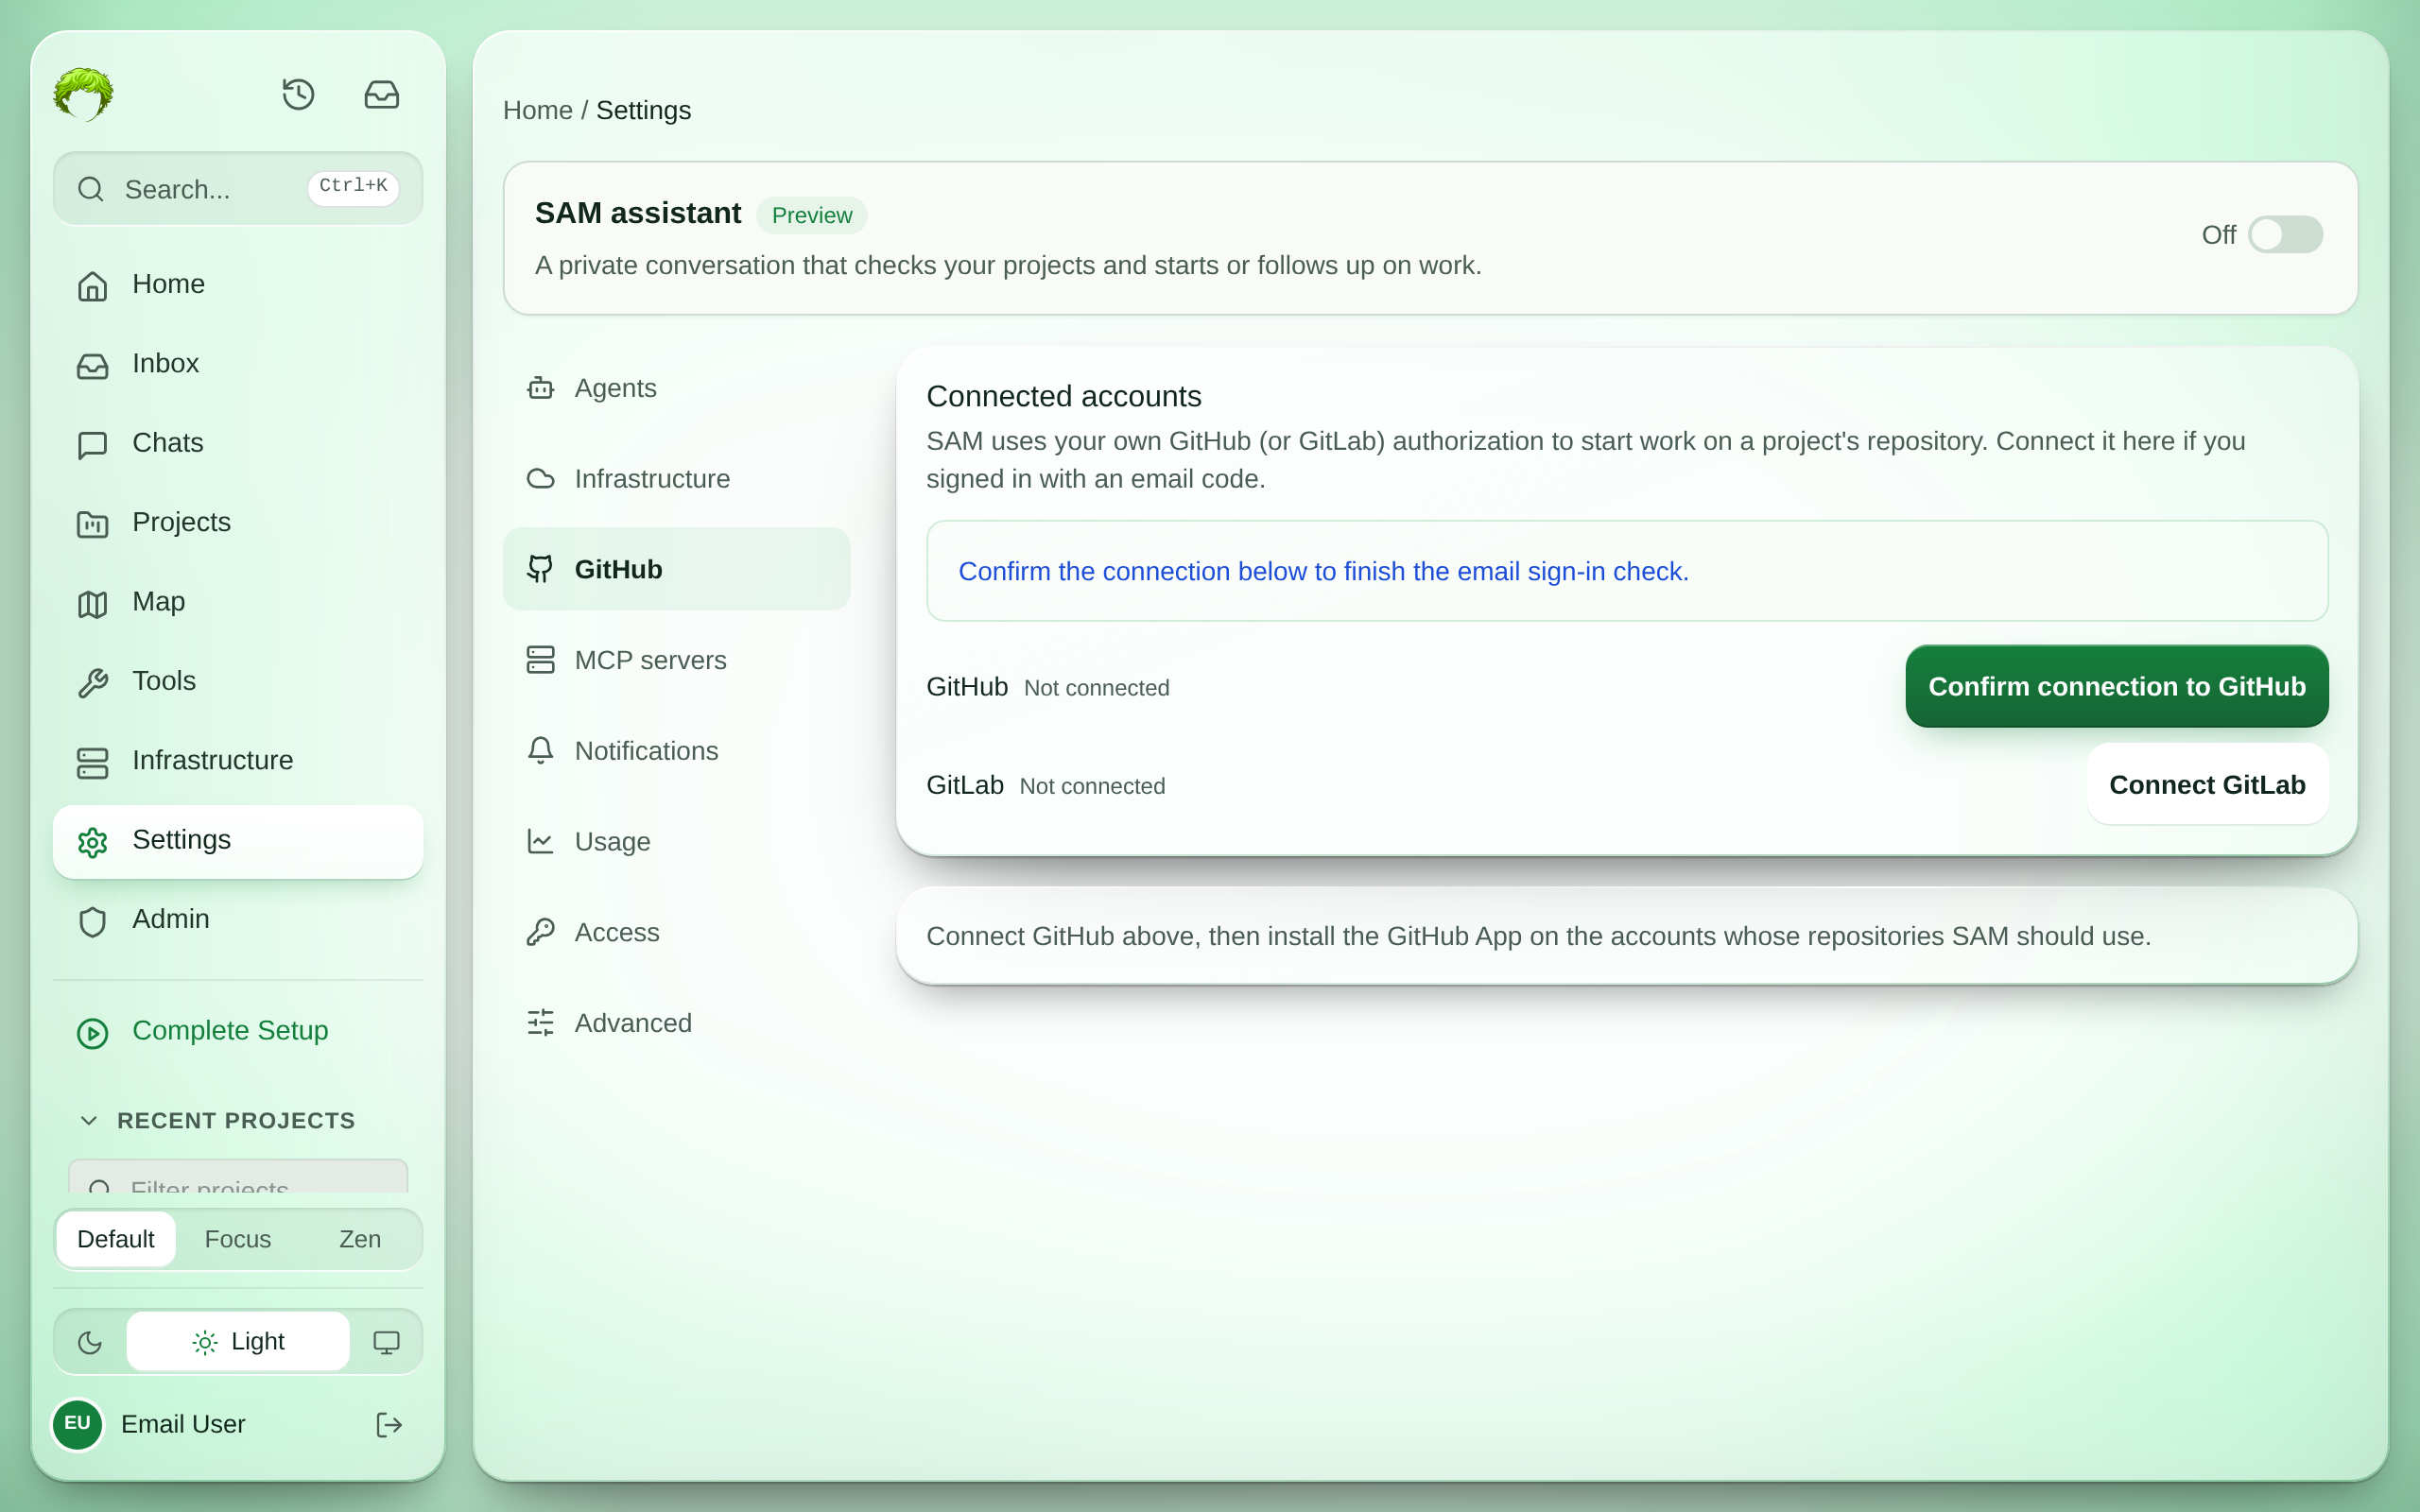 Search...
Ctrl+K
Home
Inbox
Chats
Projects
Map
Tools
Infrastructure
Settings
Admin
Complete Setup
RECENT PROJECTS
Filter projects
Default
Focus
Zen
Light
EU
Email User
Home / Settings
SAM assistant
Preview
A private conversation that checks your projects and starts or follows up on work.
Off
Agents
Infrastructure
GitHub
MCP servers
Notifications
Usage
Access
Advanced
Connected accounts
SAM uses your own GitHub (or GitLab) authorization to start work on a project's repository. Connect it here if you
signed in with an email code.
Confirm the connection below to finish the email sign-in check.
GitHub Not connected
Confirm connection to GitHub
GitLab Not connected
Connect GitLab
Connect GitHub above, then install the GitHub App on the accounts whose repositories SAM should use.